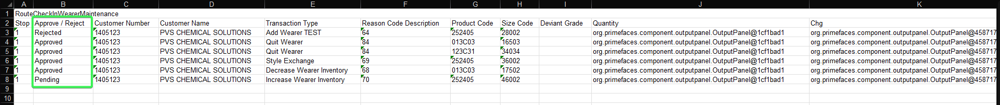 A B C D E F G H I J K
1 RouteCheckInWearerMaintenance
2 Stop Approve / Reject Customer Number Customer Name Transaction Type Reason Code Description Product Code Size Code Deviant Grade Quantity Chg
3 1 Rejected 1405123 PVS CHEMICAL SOLUTIONS Add Wearer TEST 64 252405 28002 org.primefaces.component.outputpanel.OutputPanel@1cf1bad1 org.primefaces.component.outputpanel.OutputPanel@458717
4 1 Approved 1405123 PVS CHEMICAL SOLUTIONS Quit Wearer 84 013C03 16503 org.primefaces.component.outputpanel.OutputPanel@1cf1bad1 org.primefaces.component.outputpanel.OutputPanel@458717
5 1 Approved 1405123 PVS CHEMICAL SOLUTIONS Quit Wearer 84 123C31 34034 org.primefaces.component.outputpanel.OutputPanel@1cf1bad1 org.primefaces.component.outputpanel.OutputPanel@458717
6 1 Approved 1405123 PVS CHEMICAL SOLUTIONS Style Exchange 69 252405 36002 org.primefaces.component.outputpanel.OutputPanel@1cf1bad1 org.primefaces.component.outputpanel.OutputPanel@458717
7 1 Approved 1405123 PVS CHEMICAL SOLUTIONS Decrease Wearer Inventory 68 013C03 17502 org.primefaces.component.outputpanel.OutputPanel@1cf1bad1 org.primefaces.component.outputpanel.OutputPanel@458717
8 1 Pending 1405123 PVS CHEMICAL SOLUTIONS Increase Wearer Inventory 70 252405 46002 org.primefaces.component.outputpanel.OutputPanel@1cf1bad1 org.primefaces.component.outputpanel.OutputPanel@458717
9
10